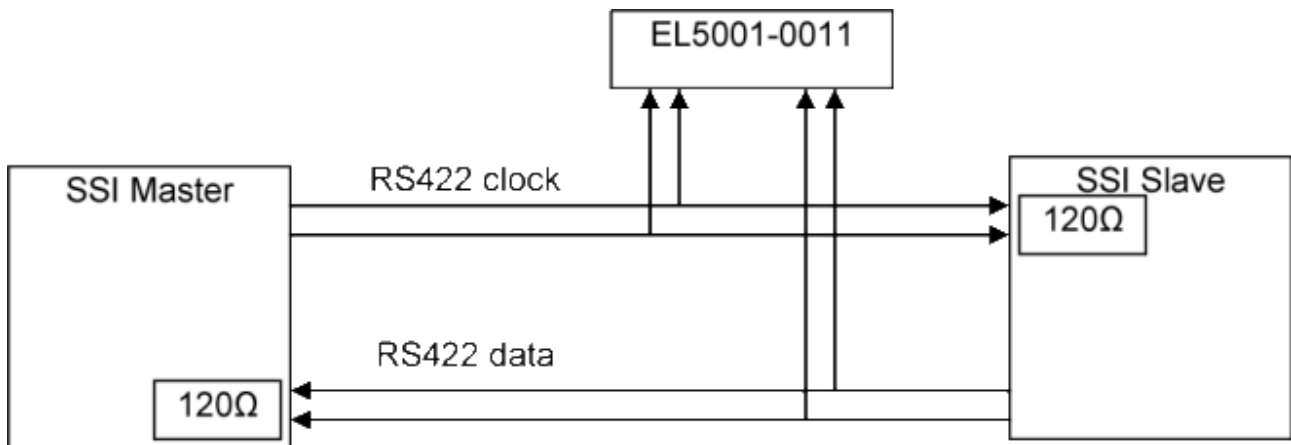 EL5001-0011
SSI Master
RS422 clock
SSI Slave
120Ω
RS422 data
120Ω